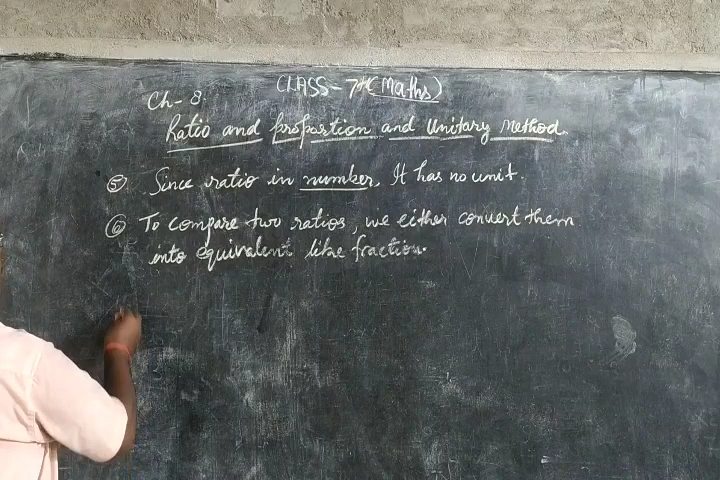 CLASS - 7th (Maths)
Ch - 8
Ratio and proportion and Unitary Method.
⑤ Since ratio in number, It has no unit.
⑥ To compare two ratios, we either convert them
into equivalent like fraction.